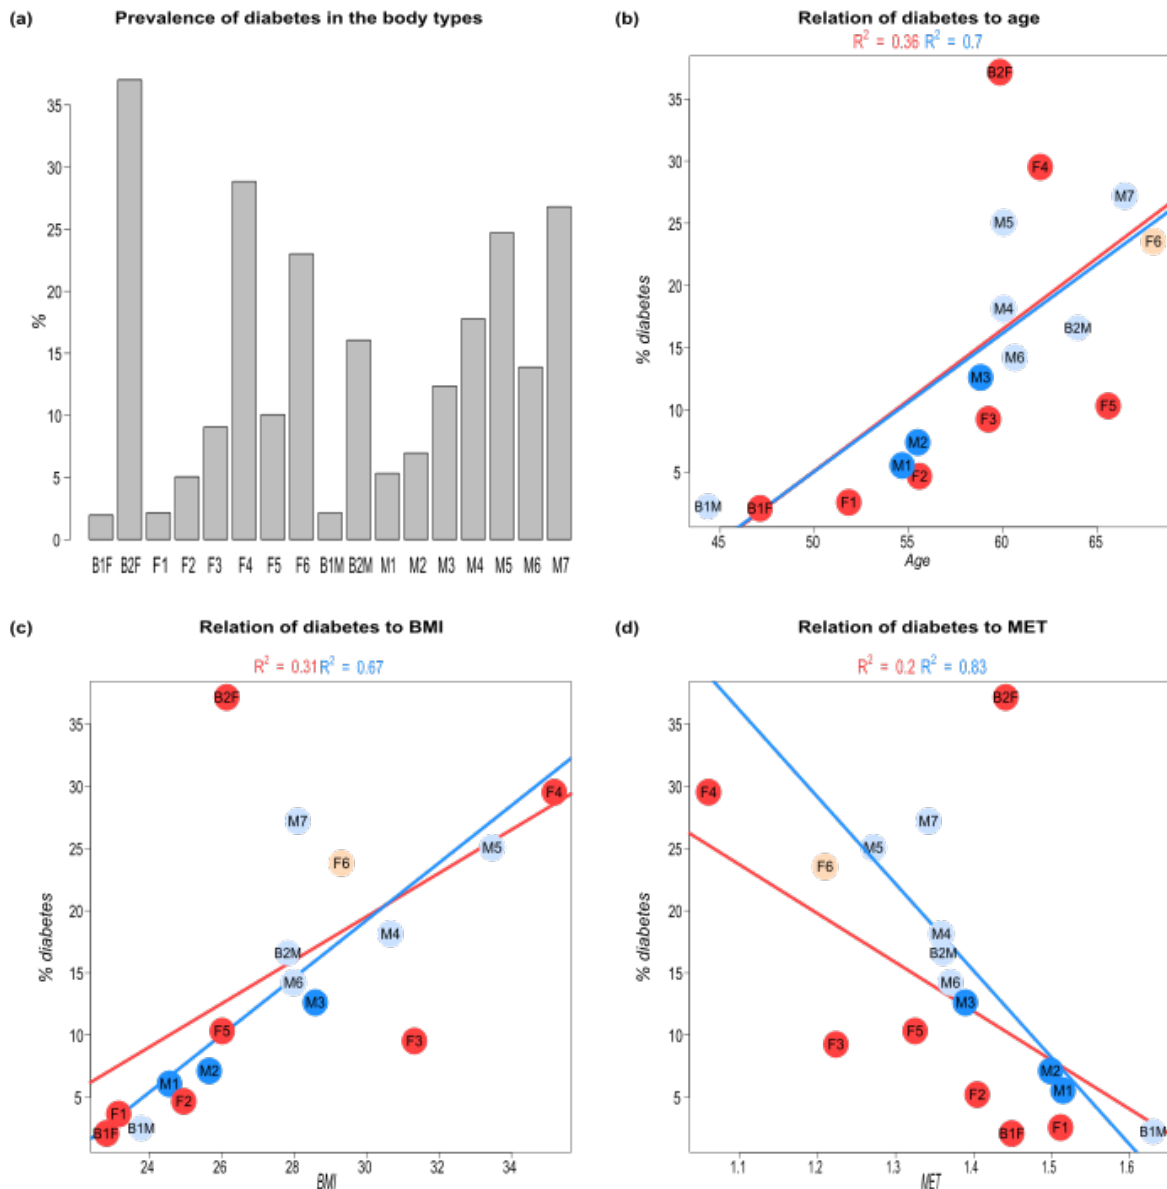 (a) Prevalence of diabetes in the body types
35
30
25
20
15
10
5
0
%
B1F B2F F1 F2 F3 F4 F5 F6 B1M B2M M1 M2 M3 M4 M5 M6 M7
(b) Relation of diabetes to age
R² = 0.36 R² = 0.7
35
30
25
20
15
10
5
% diabetes
B2F
F4
M7
M5
F6
M4
B2M
M6
M3
F5
F3
M2
M1
F2
F1
B1F
B1M
45 50 55 60 65
Age
(c) Relation of diabetes to BMI
R² = 0.31 R² = 0.67
35
30
25
20
15
10
5
% diabetes
B2F
F4
M7
M5
F6
M4
B2M
M6
M3
F5
F3
M2
M1
F2
F1
B1M
B1F
24 26 28 30 32 34
BMI
(d) Relation of diabetes to MET
R² = 0.2 R² = 0.83
35
30
25
20
15
10
5
% diabetes
B2F
F4
M7
M5
F6
M4
B2M
M6
M3
F5
F3
M2
M1
F2
F1
B1F
B1M
1.1 1.2 1.3 1.4 1.5 1.6
MET